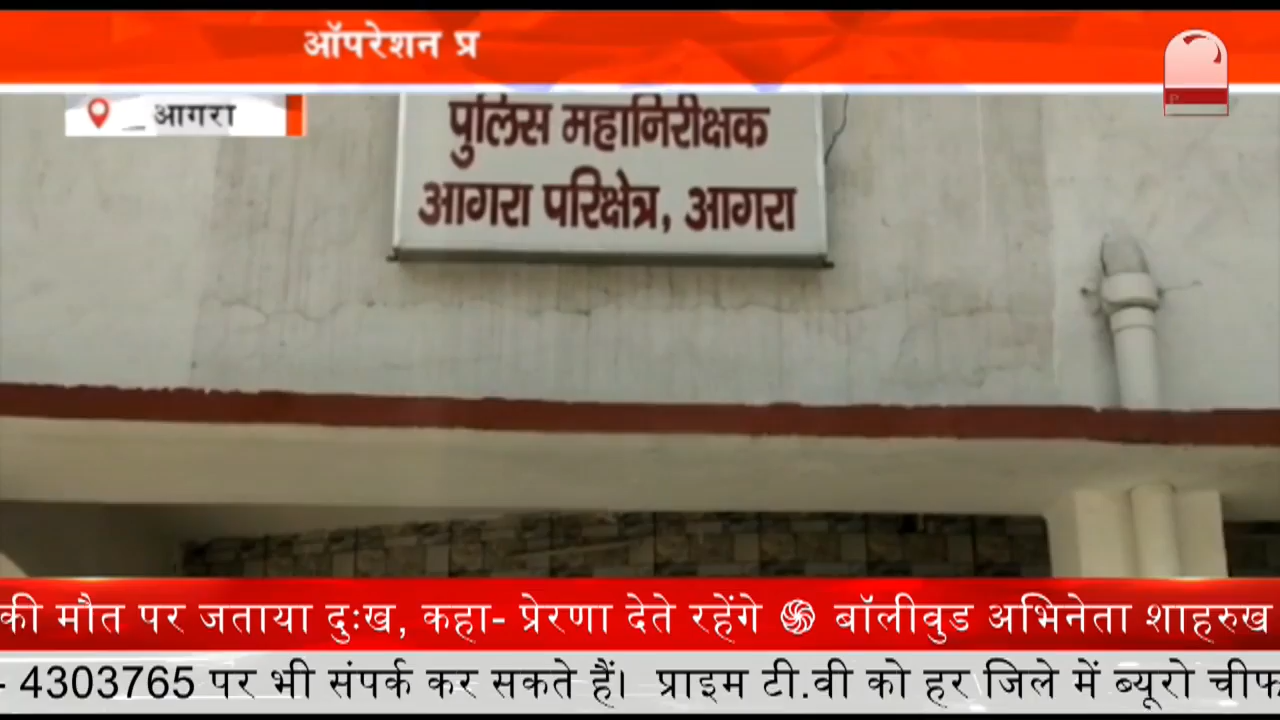 ऑपरेशन प्र
आगरा
पुलिस महानिरीक्षक
आगरा परिक्षेत्र, आगरा
की मौत पर जताया दुःख, कहा- प्रेरणा देते रहेंगे बॉलीवुड अभिनेता शाहरुख
- 4303765 पर भी संपर्क कर सकते हैं। प्राइम टी.वी को हर जिले में ब्यूरो चीफ